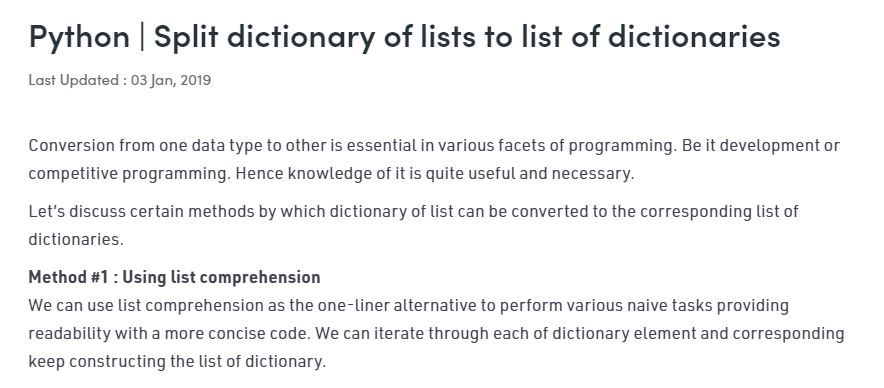 Python | Split dictionary of lists to list of dictionaries
Last Updated : 03 Jan, 2019
Conversion from one data type to other is essential in various facets of programming. Be it development or
competitive programming. Hence knowledge of it is quite useful and necessary.
Let’s discuss certain methods by which dictionary of list can be converted to the corresponding list of
dictionaries.
Method #1 : Using list comprehension
We can use list comprehension as the one-liner alternative to perform various naive tasks providing
readability with a more concise code. We can iterate through each of dictionary element and corresponding
keep constructing the list of dictionary.